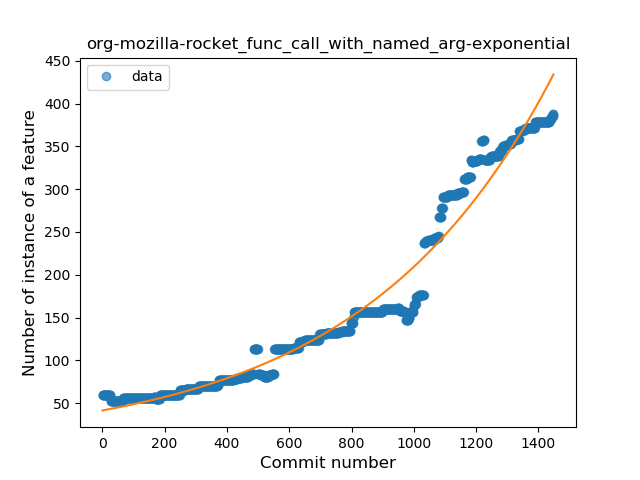 org-mozilla-rocket_func_call_with_named_arg-exponential
data
Number of instance of a feature
450
400
350
300
250
200
150
100
50
0 200 400 600 800 1000 1200 1400
Commit number